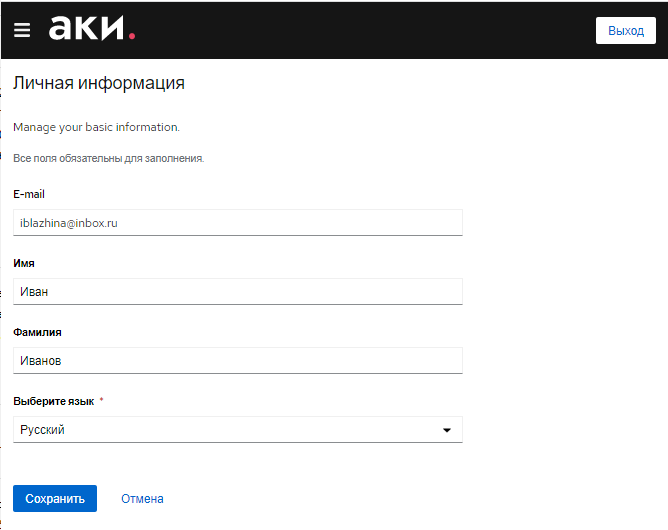 аки.
Выход
Личная информация
Manage your basic information.
Все поля обязательны для заполнения.
E-mail
iblazhina@inbox.ru
Имя
Иван
Фамилия
Иванов
Выберите язык *
Русский
Сохранить Отмена